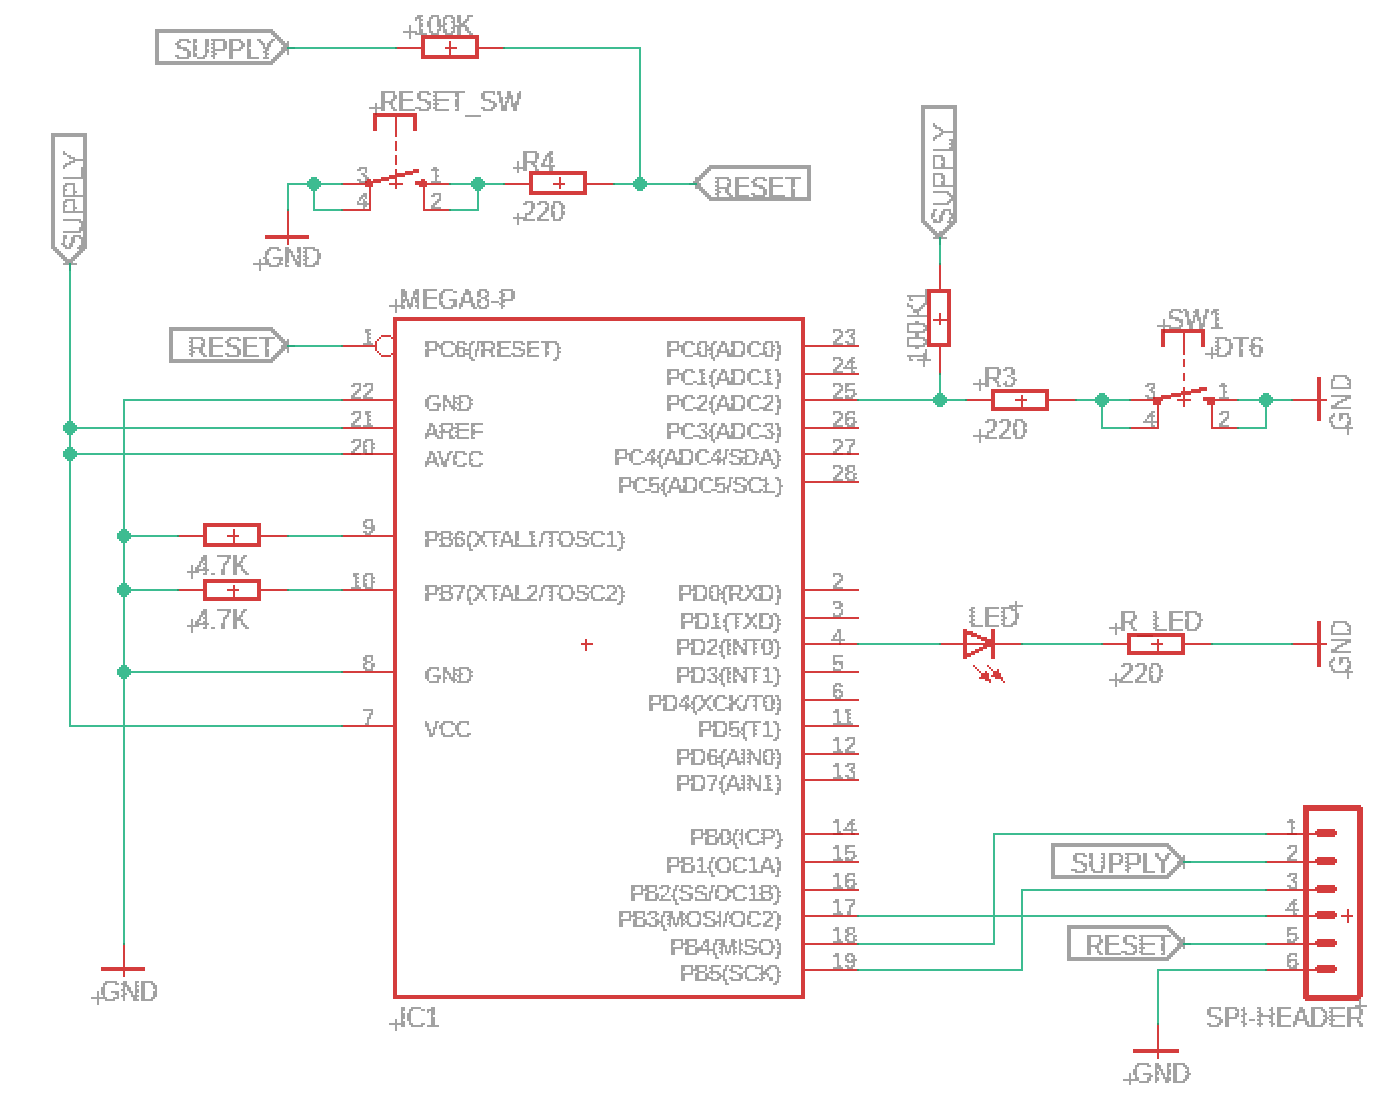 100K
SUPPLY
RESET_SW
3 1
4 2
R4
220
RESET
GND
SUPPLY
SUPPLY
100K1
MEGA8-P
RESET
1 PC6(/RESET)
22 GND
21 AREF
20 AVCC
9 PB6(XTAL1/TOSC1)
10 PB7(XTAL2/TOSC2)
8 GND
7 VCC
4.7K
4.7K
GND
PC0(ADC0) 23
PC1(ADC1) 24
PC2(ADC2) 25
PC3(ADC3) 26
PC4(ADC4/SDA) 27
PC5(ADC5/SCL) 28
PD0(RXD) 2
PD1(TXD) 3
PD2(INT0) 4
PD3(INT1) 5
PD4(XCK/T0) 6
PD5(T1) 11
PD6(AIN0) 12
PD7(AIN1) 13
PB0(ICP) 14
PB1(OC1A) 15
PB2(SS/OC1B) 16
PB3(MOSI/OC2) 17
PB4(MISO) 18
PB5(SCK) 19
IC1
R3
220
SW1
DT6
3 1
4 2
GND
LED
R_LED
220
GND
1
SUPPLY 2
3
4
RESET 5
6
SPI-HEADER
GND